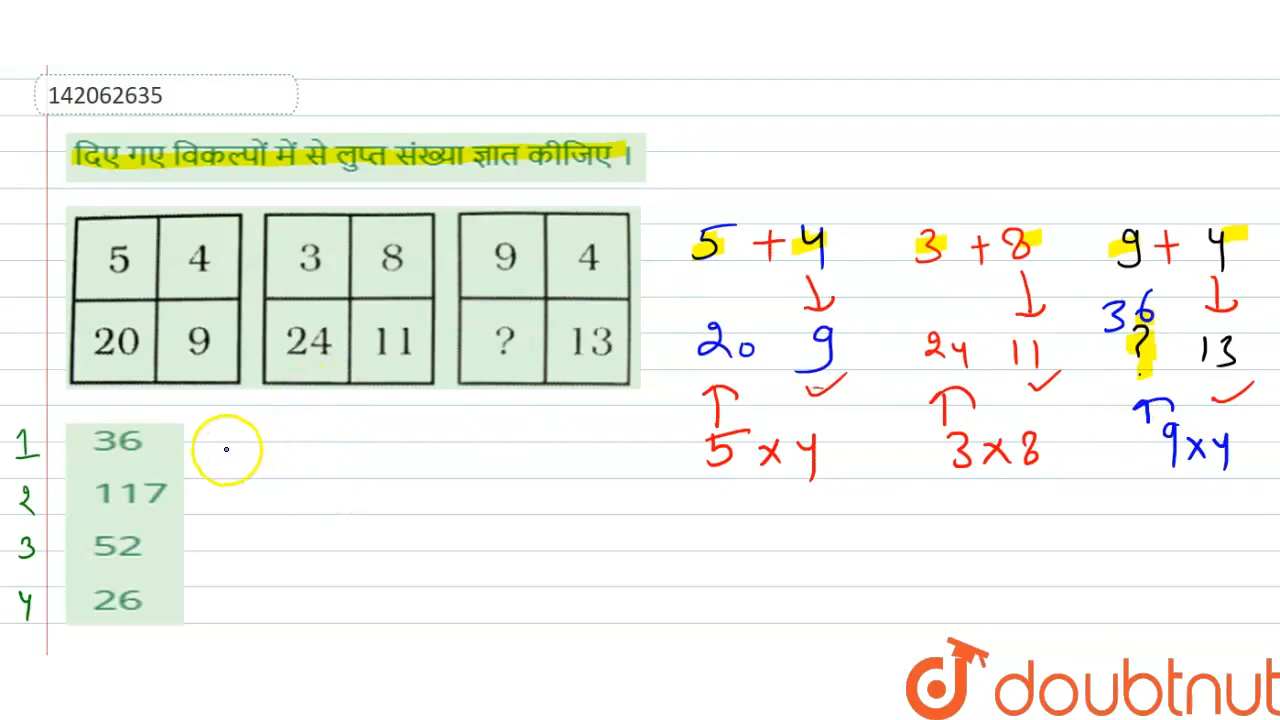 142062635
दिए गए विकल्पों में से लुप्त संख्या ज्ञात कीजिए ।
5 4 3 8 9 4
20 9 24 11 ? 13
5 + 4 3 + 8 9 + 4
36
20 9 24 11 ? 13
5 × 4 3 × 8 9 × 4
1 36
2 117
3 52
4 26
doubtnut